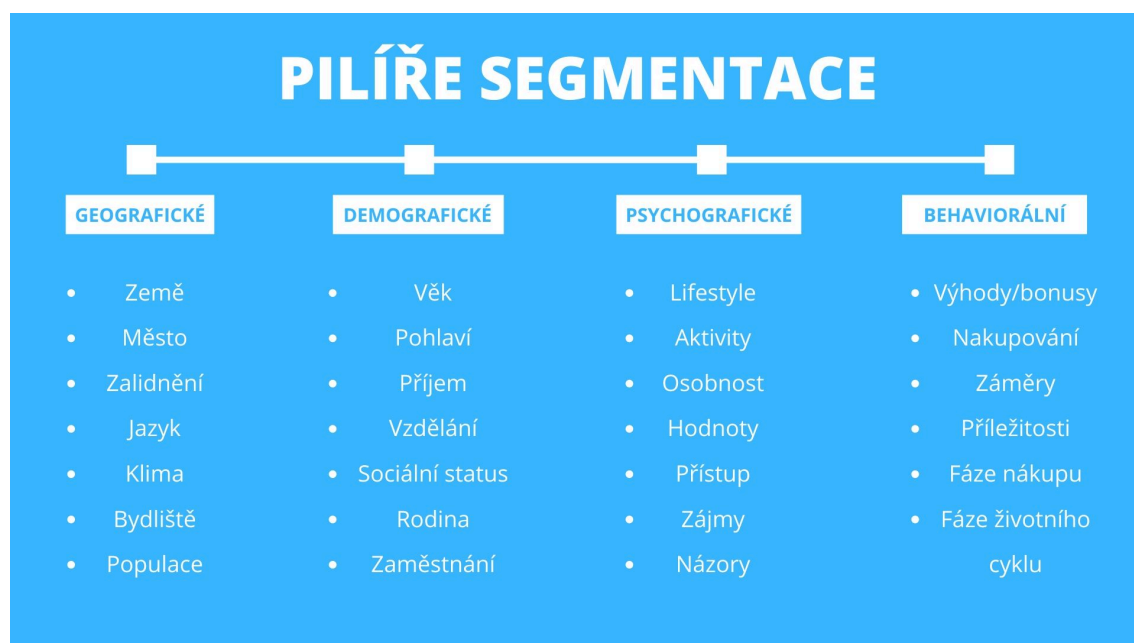 PILÍŘE SEGMENTACE
GEOGRAFICKÉ
Země
Město
Zalidnění
Jazyk
Klima
Bydliště
Populace
DEMOGRAFICKÉ
Věk
Pohlaví
Příjem
Vzdělání
Sociální status
Rodina
Zaměstnání
PSYCHOGRAFICKÉ
Lifestyle
Aktivity
Osobnost
Hodnoty
Přístup
Zájmy
Názory
BEHAVIORÁLNÍ
Výhody/bonusy
Nakupování
Záměry
Příležitosti
Fáze nákupu
Fáze životního
cyklu